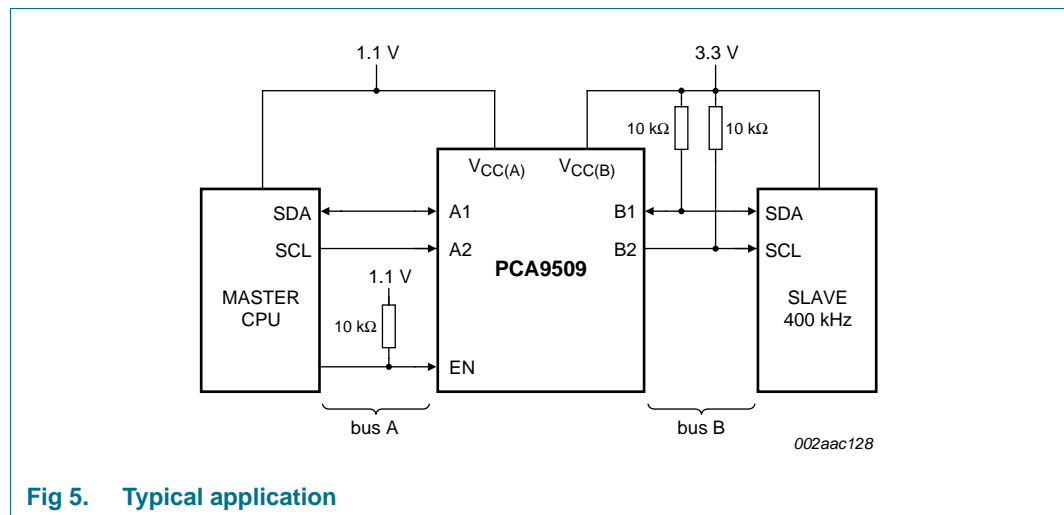 1.1 V
3.3 V
10 kΩ
10 kΩ
VCC(A)
VCC(B)
SDA
A1
B1
SDA
SCL
A2
B2
SCL
PCA9509
1.1 V
MASTER
CPU
SLAVE
400 kHz
10 kΩ
EN
bus A
bus B
002aac128
Fig 5. Typical application